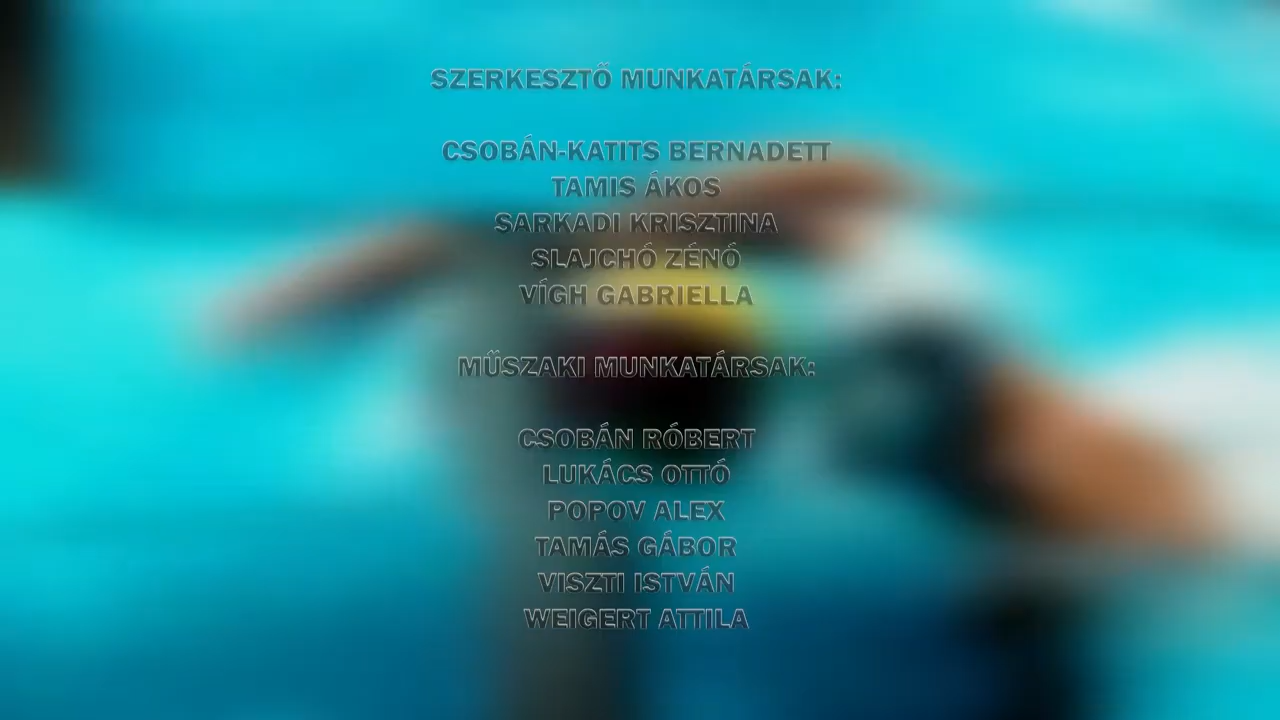 SZERKESZTŐ MUNKATÁRSAK:
CSOBÁN-KATITS BERNADETT
TAMIS ÁKOS
SARKADI KRISZTINA
SLAJCHÓ ZÉNÓ
VÍGH GABRIELLA
MŰSZAKI MUNKATÁRSAK:
CSOBÁN RÓBERT
LUKÁCS OTTÓ
POPOV ALEX
TAMÁS GÁBOR
VISZTI ISTVÁN
WEIGERT ATTILA